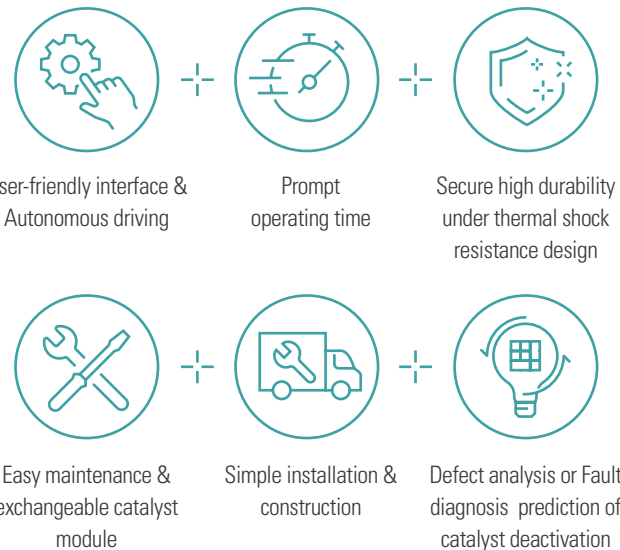 ser-friendly interface &
Autonomous driving
Prompt
operating time
Secure high durability
under thermal shock
resistance design
Easy maintenance &
exchangeable catalyst
module
Simple installation &
construction
Defect analysis or Fault
diagnosis prediction of
catalyst deactivation